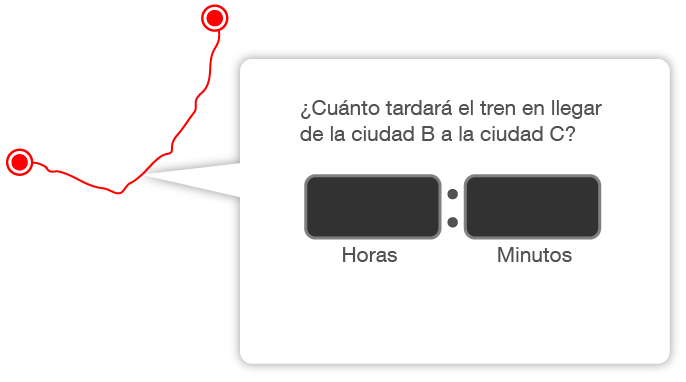 ¿Cuánto tardará el tren en llegar
de la ciudad B a la ciudad C?
Horas
Minutos